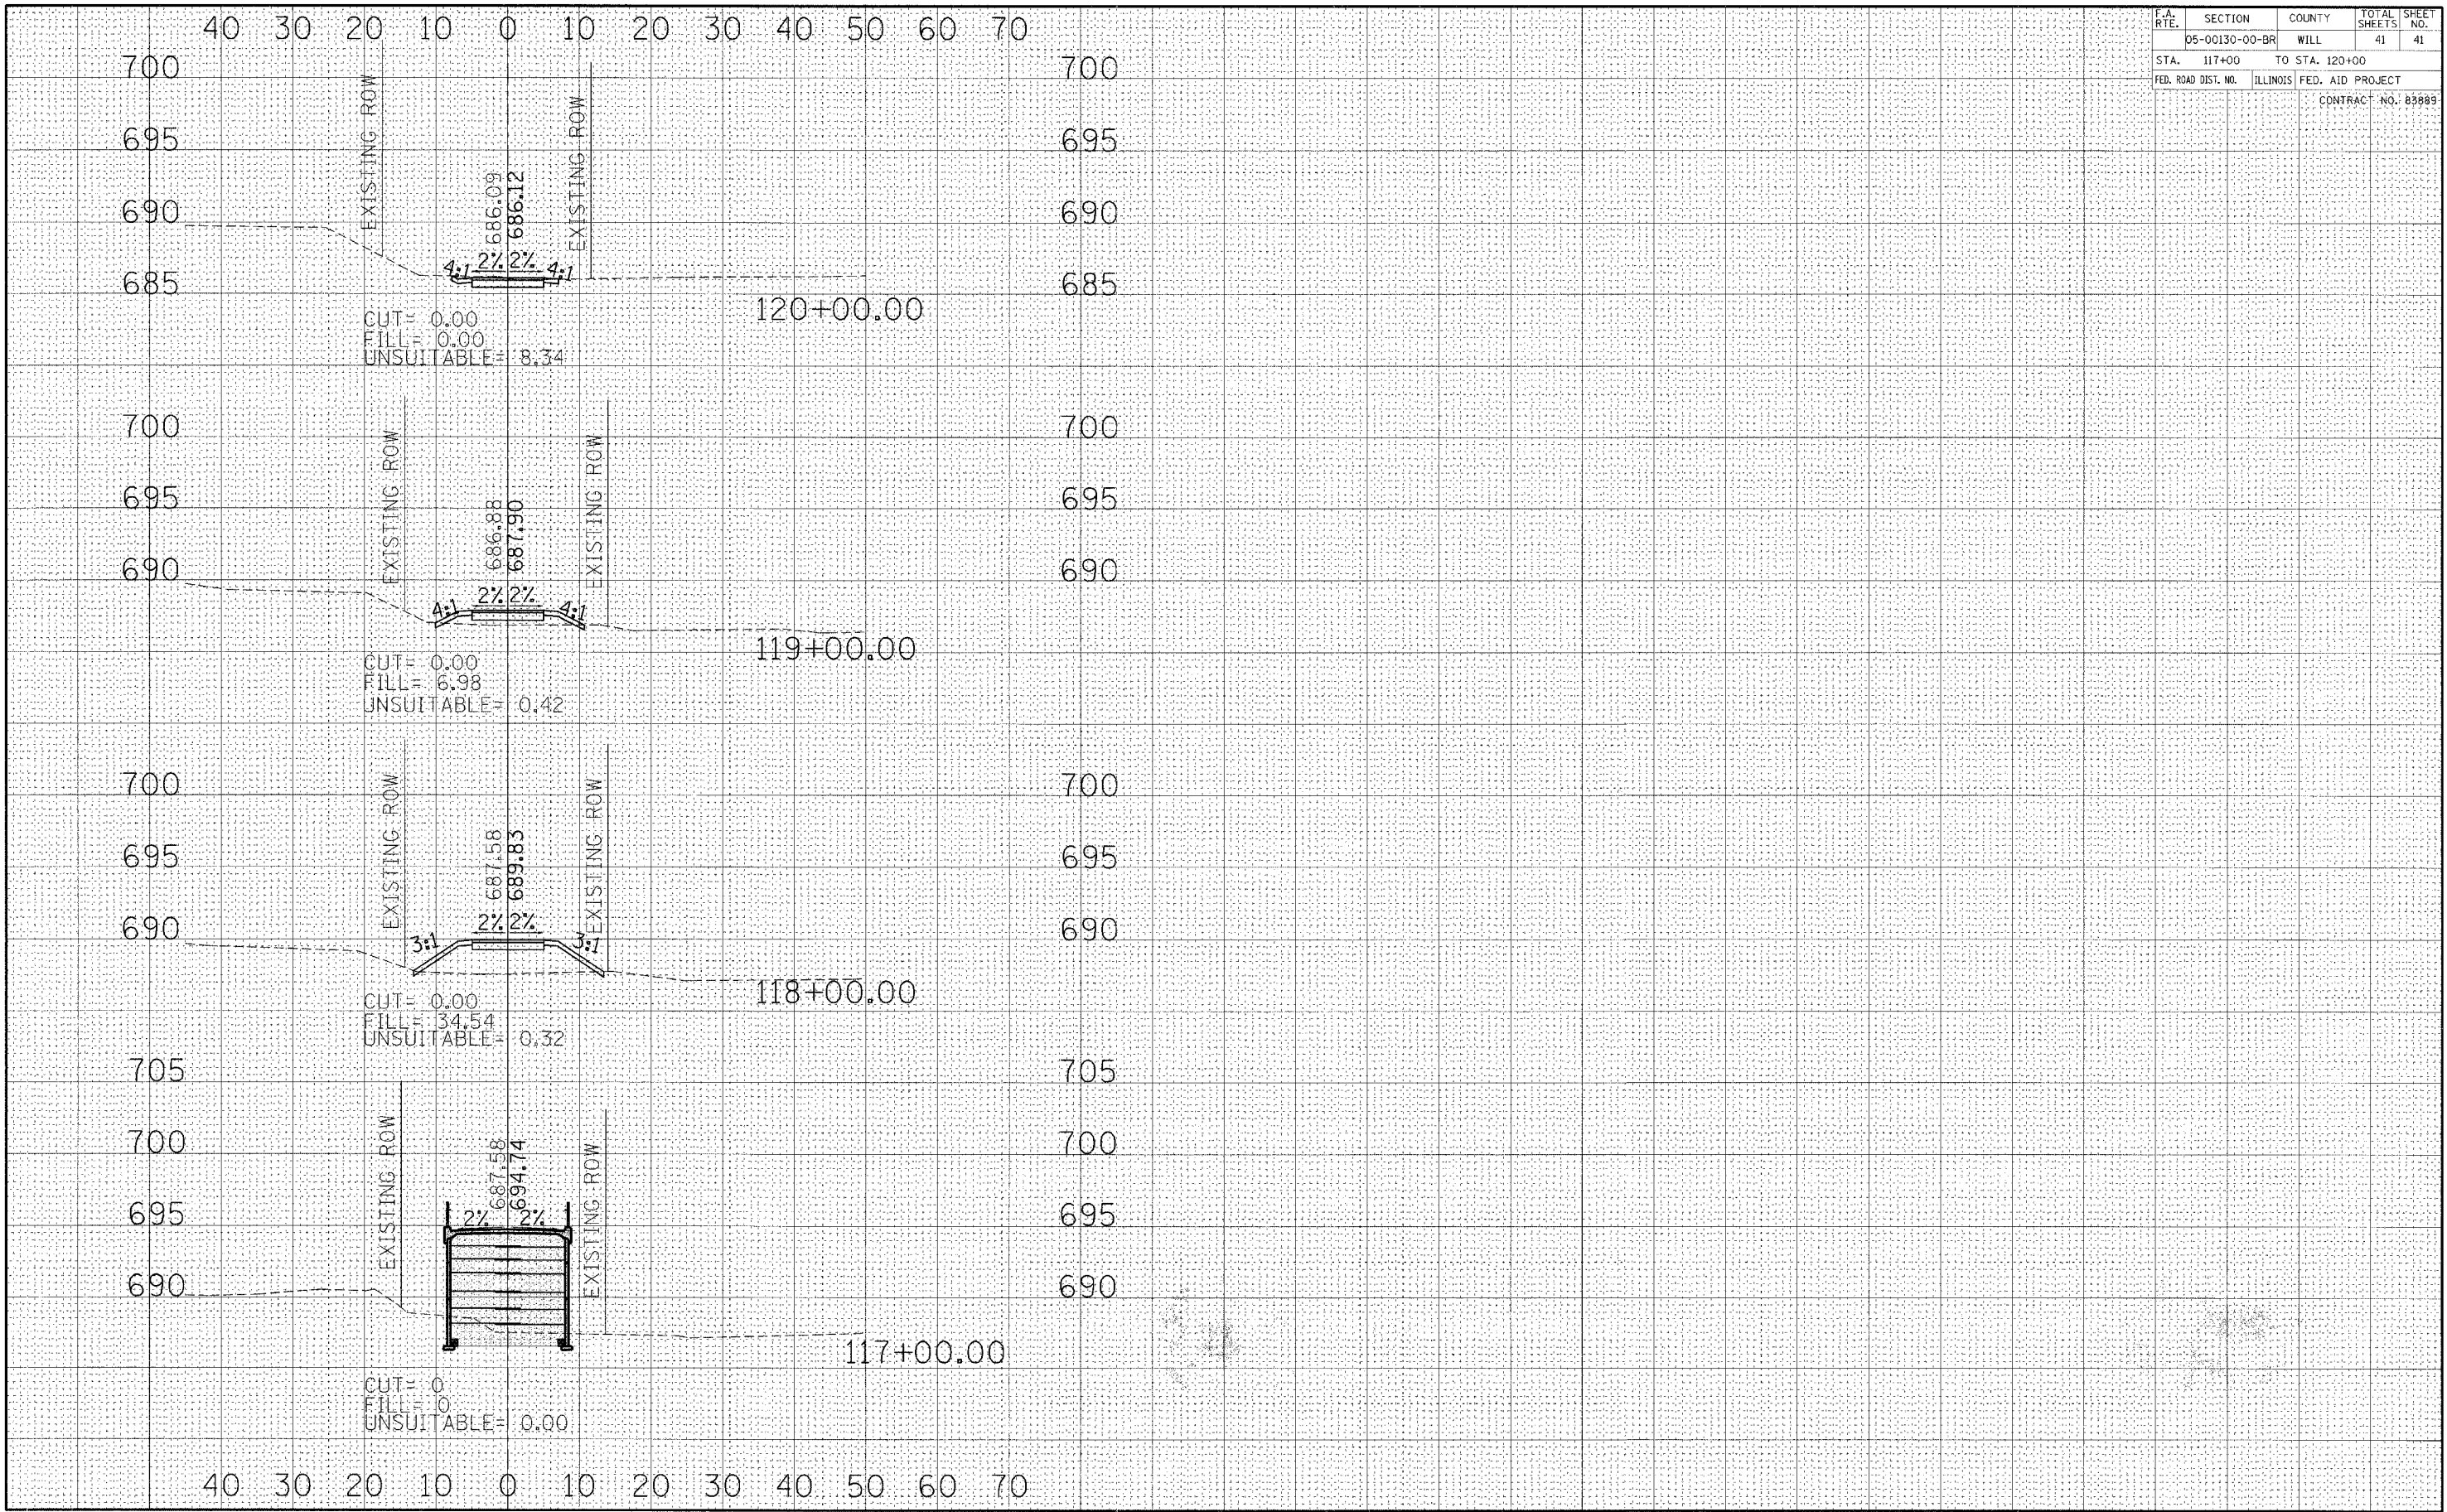 F.A. RTE. SECTION COUNTY TOTAL SHEETS SHEET NO.
05-00130-00-BR WILL 41 41
STA. 117+00 TO STA. 120+00
FED. ROAD DIST. NO. ILLINOIS FED. AID PROJECT
CONTRACT NO. 83889
40 30 20 10 0 10 20 30 40 50 60 70
700 700
EXISTING ROW EXISTING ROW
695 695
686.09 686.12
690 690
4:1 2% 2% 4:1
685 685
120+00.00
CUT= 0.00
FILL= 0.00
UNSUITABLE= 8.34
700 700
EXISTING ROW EXISTING ROW
695 695
686.88 687.90
690 690
4:1 2% 2% 4:1
119+00.00
CUT= 0.00
FILL= 6.98
UNSUITABLE= 0.42
700 700
EXISTING ROW EXISTING ROW
695 695
687.58 689.83
690 690
3:1 2% 2% 3:1
118+00.00
CUT= 0.00
FILL= 34.54
UNSUITABLE= 0.32
705 705
700 700
EXISTING ROW EXISTING ROW
687.58 694.74
695 695
2% 2%
690 690
117+00.00
CUT= 0
FILL= 0
UNSUITABLE= 0.00
40 30 20 10 0 10 20 30 40 50 60 70